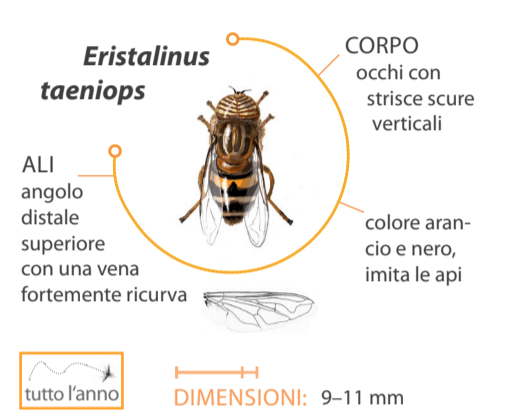 Eristalinus
taeniops
CORPO
occhi con
strisce scure
verticali
ALI
angolo
distale
superiore
con una vena
fortemente ricurva
colore aran-
cio e nero,
imita le api
tutto l'anno
DIMENSIONI: 9–11 mm